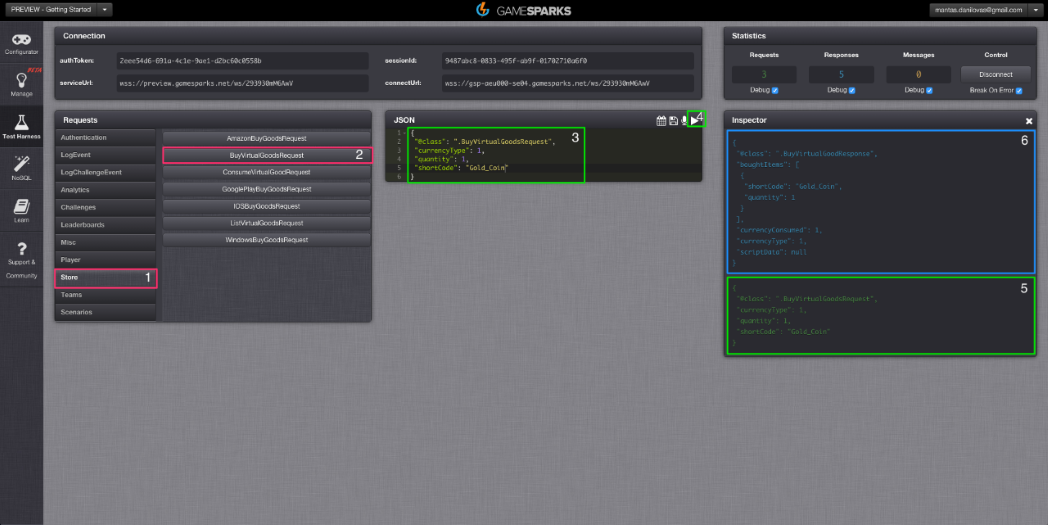 PREVIEW - Getting Started
GAMESPARKS
mantas.danilovas@gmail.com
Configurator
BETA
Manage
Test Harness
NoSQL
Learn
Support &
Community
Connection
authToken:
2eee54d6-691a-4c1e-9ae1-d2bc60c0558b
sessionId:
9487abc8-0833-495f-ab9f-01702710a6f0
serviceUrl:
wss://preview.gamesparks.net/ws/293930mM6AwV
connectUrl:
wss://gsp-aeu000-se04.gamesparks.net/ws/293930mM6AwV
Statistics
Requests
Responses
Messages
Control
3
5
0
Disconnect
Debug
Debug
Debug
Break On Error
Requests
Authentication
LogEvent
LogChallengeEvent
Analytics
Challenges
Leaderboards
Misc
Player
Store
1
Teams
Scenarios
AmazonBuyGoodsRequest
BuyVirtualGoodsRequest
2
ConsumeVirtualGoodRequest
GooglePlayBuyGoodsRequest
IOSBuyGoodsRequest
ListVirtualGoodsRequest
WindowsBuyGoodsRequest
JSON
4
3
1 {
2 "@class": ".BuyVirtualGoodsRequest",
3 "currencyType": 1,
4 "quantity": 1,
5 "shortCode": "Gold_Coin"
6 }
Inspector
6
{
"@class": ".BuyVirtualGoodResponse",
"boughtItems": [
{
"shortCode": "Gold_Coin",
"quantity": 1
}
],
"currencyConsumed": 1,
"currencyType": 1,
"scriptData": null
}
5
{
"@class": ".BuyVirtualGoodsRequest",
"currencyType": 1,
"quantity": 1,
"shortCode": "Gold_Coin"
}